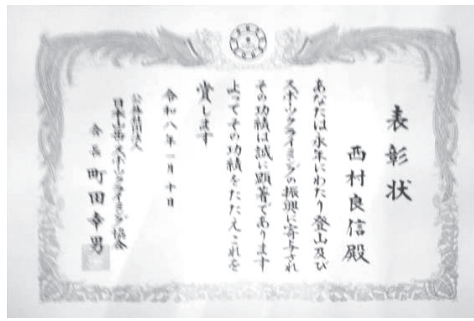 表彰状
西村良信殿
あなたは永年にわたり登山及び
スポーツクライミングの振興に寄与され
その功績は誠に顕著であります
よってその功績をたたえこれを
賞します
令和八年一月十日
公益社団法人
日本山岳・スポーツクライミング協会
会長 町田幸男